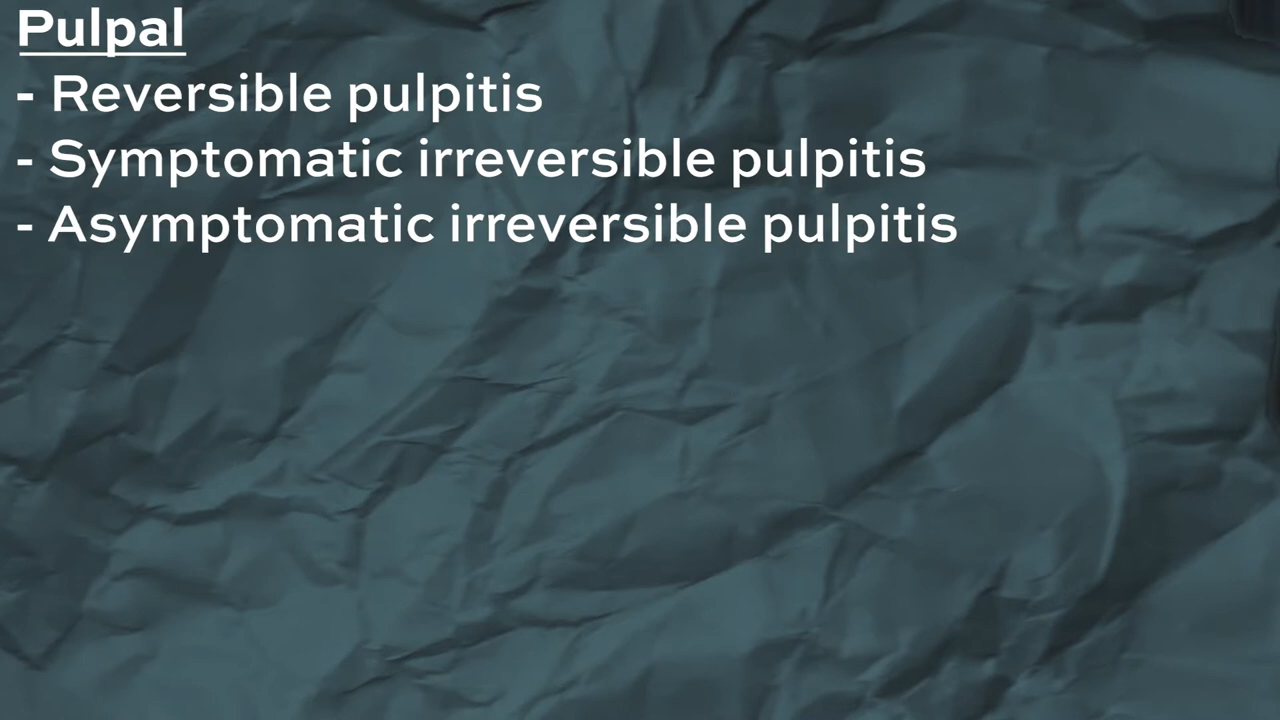 Pulpal
- Reversible pulpitis
- Symptomatic irreversible pulpitis
- Asymptomatic irreversible pulpitis